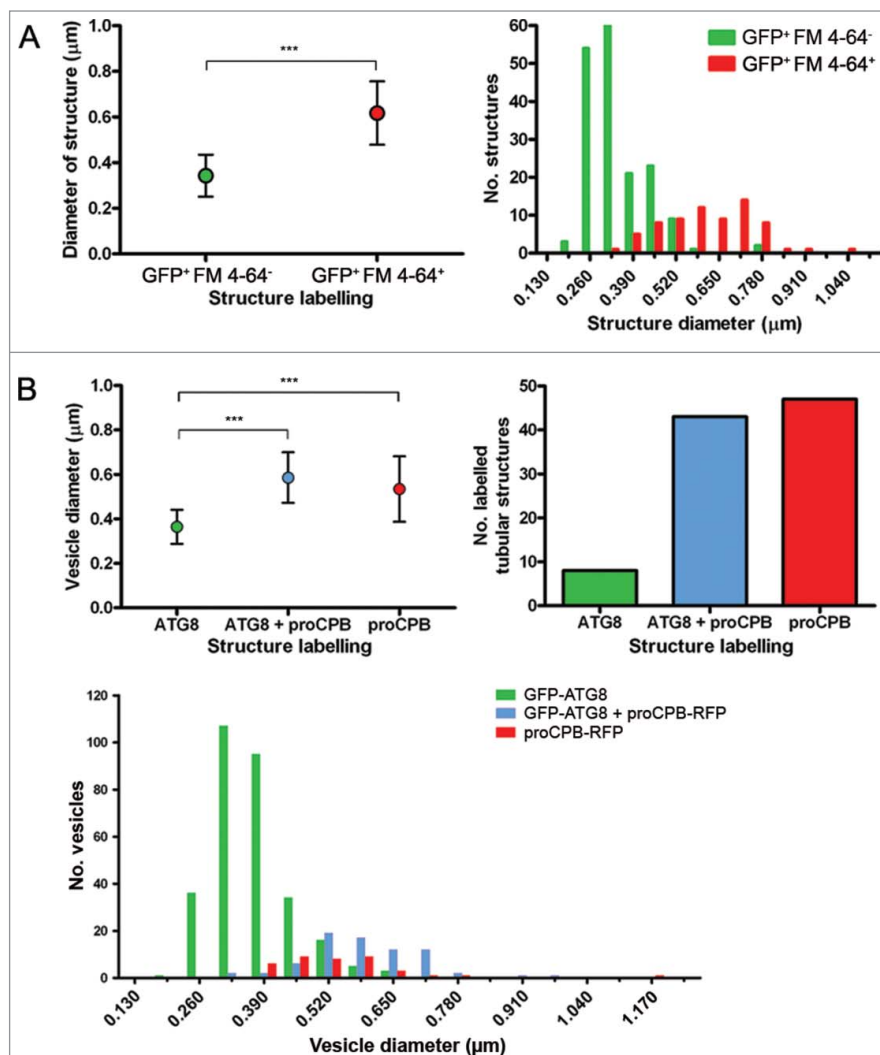 A
Diameter of structure (μm)
1.0
0.8
0.6
0.4
0.2
0.0
***
GFP⁺ FM 4-64⁻
GFP⁺ FM 4-64⁺
Structure labelling
No. structures
60
50
40
30
20
10
0
GFP⁺ FM 4-64⁻
GFP⁺ FM 4-64⁺
0.130
0.260
0.390
0.520
0.650
0.780
0.910
1.040
Structure diameter (μm)
B
Vesicle diameter (μm)
1.0
0.8
0.6
0.4
0.2
0.0
***
***
ATG8
ATG8 + proCPB
proCPB
Structure labelling
No. labelled
tubular structures
50
40
30
20
10
0
ATG8
ATG8 + proCPB
proCPB
Structure labelling
No. vesicles
120
100
80
60
40
20
0
GFP-ATG8
GFP-ATG8 + proCPB-RFP
proCPB-RFP
0.130
0.260
0.390
0.520
0.650
0.780
0.910
1.040
1.170
Vesicle diameter (μm)